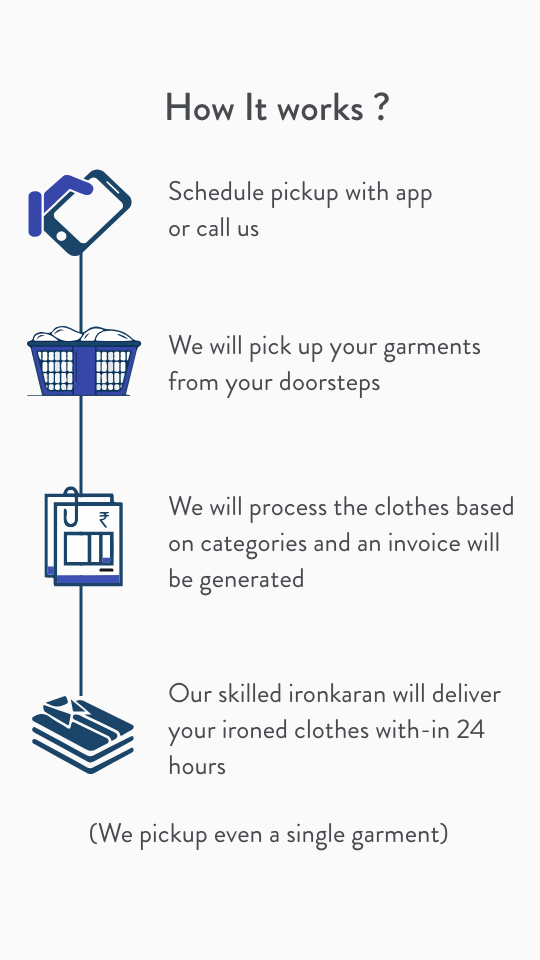 How It works ?
Schedule pickup with app
or call us
We will pick up your garments
from your doorsteps
₹
We will process the clothes based
on categories and an invoice will
be generated
Our skilled ironkaran will deliver
your ironed clothes with-in 24
hours
(We pickup even a single garment)